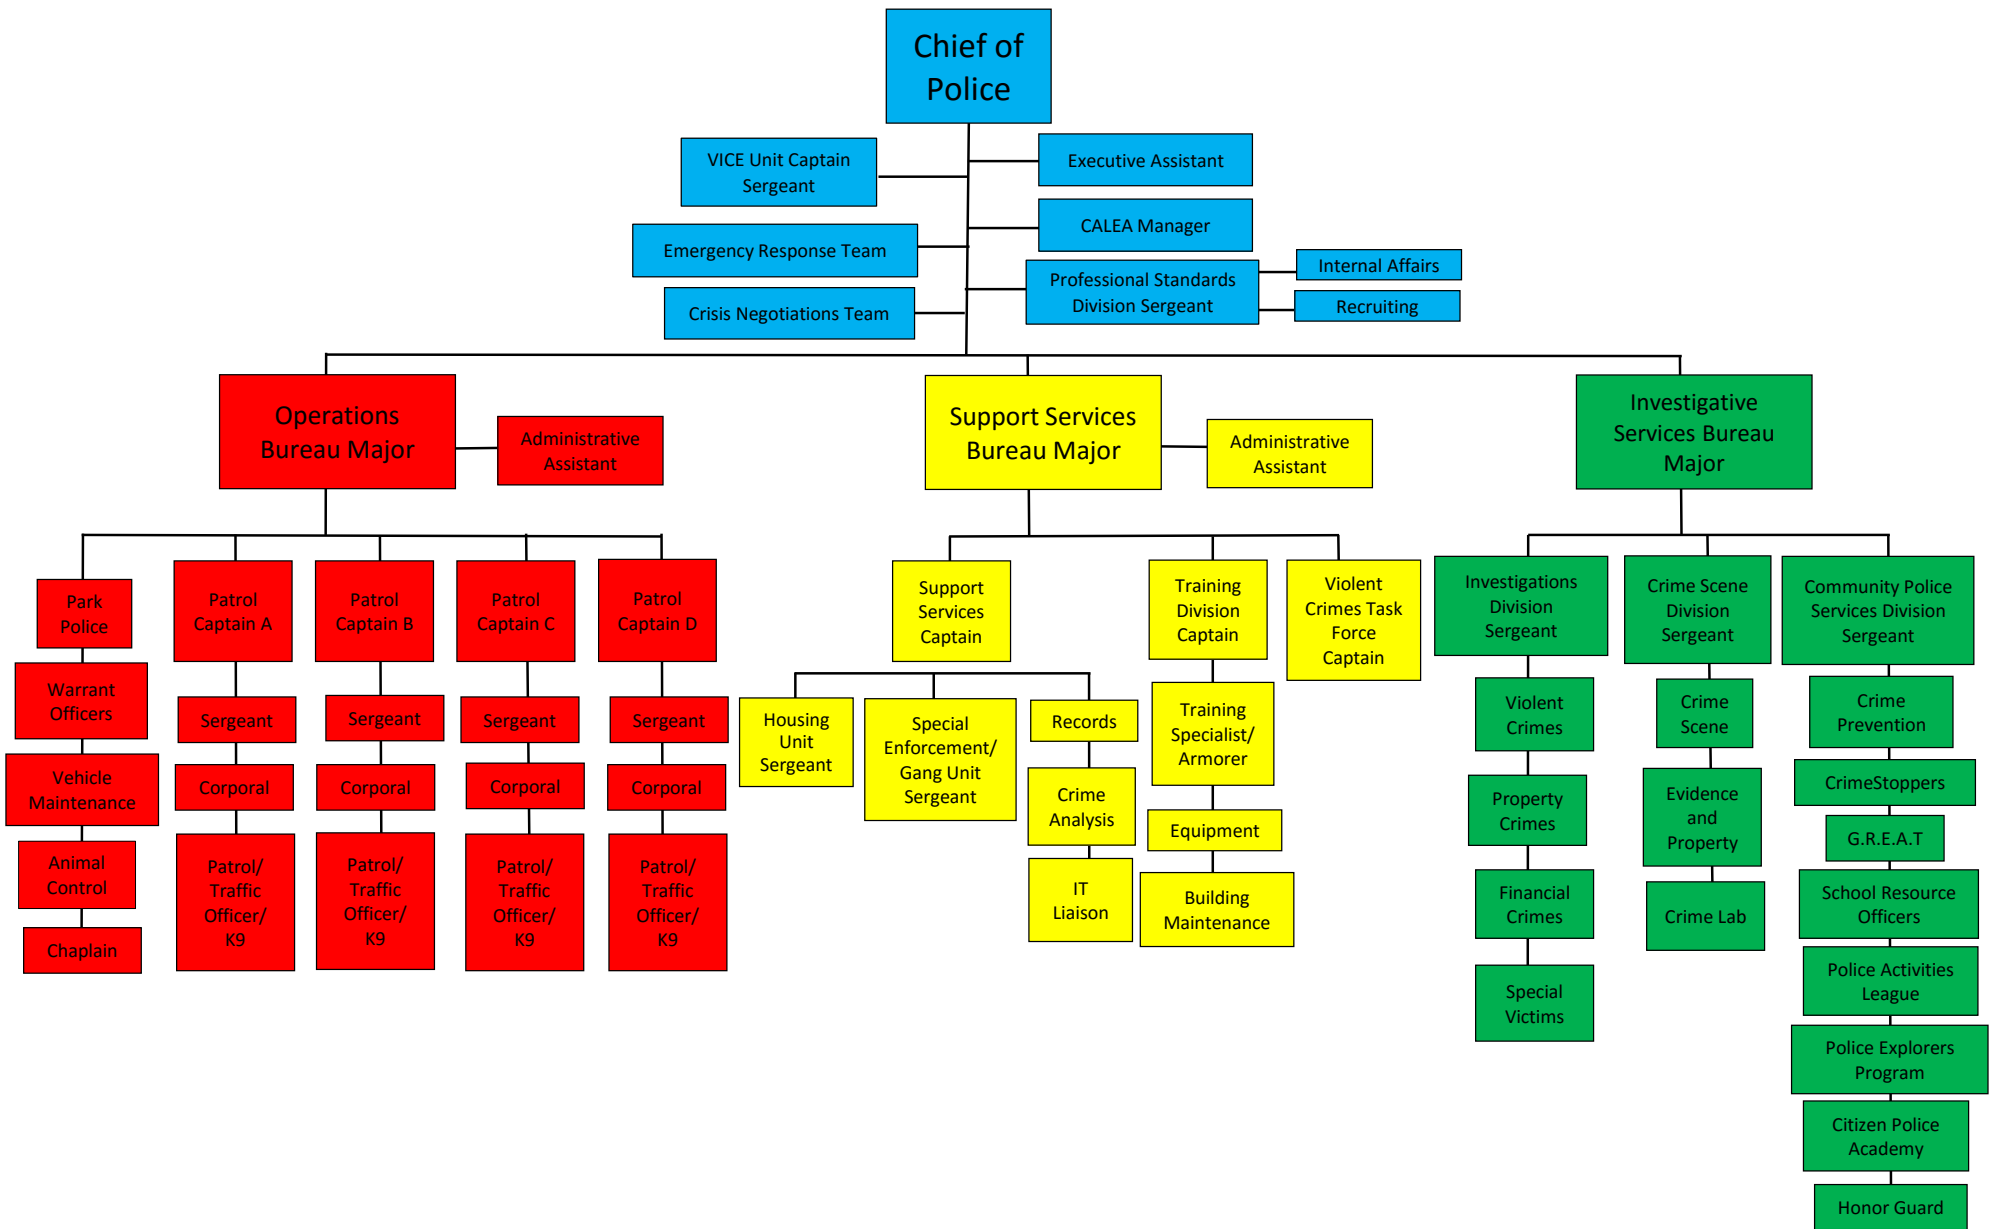 Chief of
Police
VICE Unit Captain
Sergeant
Executive Assistant
CALEA Manager
Emergency Response Team
Professional Standards
Division Sergeant
Internal Affairs
Recruiting
Crisis Negotiations Team
Operations
Bureau Major
Administrative
Assistant
Support Services
Bureau Major
Administrative
Assistant
Investigative
Services Bureau
Major
Park
Police
Warrant
Officers
Vehicle
Maintenance
Animal
Control
Chaplain
Patrol
Captain A
Sergeant
Corporal
Patrol/
Traffic
Officer/
K9
Patrol
Captain B
Sergeant
Corporal
Patrol/
Traffic
Officer/
K9
Patrol
Captain C
Sergeant
Corporal
Patrol/
Traffic
Officer/
K9
Patrol
Captain D
Sergeant
Corporal
Patrol/
Traffic
Officer/
K9
Support
Services
Captain
Housing
Unit
Sergeant
Special
Enforcement/
Gang Unit
Sergeant
Records
Crime
Analysis
IT
Liaison
Training
Division
Captain
Training
Specialist/
Armorer
Equipment
Building
Maintenance
Violent
Crimes Task
Force
Captain
Investigations
Division
Sergeant
Violent
Crimes
Property
Crimes
Financial
Crimes
Special
Victims
Crime Scene
Division
Sergeant
Crime
Scene
Evidence
and
Property
Crime Lab
Community Police
Services Division
Sergeant
Crime
Prevention
CrimeStoppers
G.R.E.A.T
School Resource
Officers
Police Activities
League
Police Explorers
Program
Citizen Police
Academy
Honor Guard